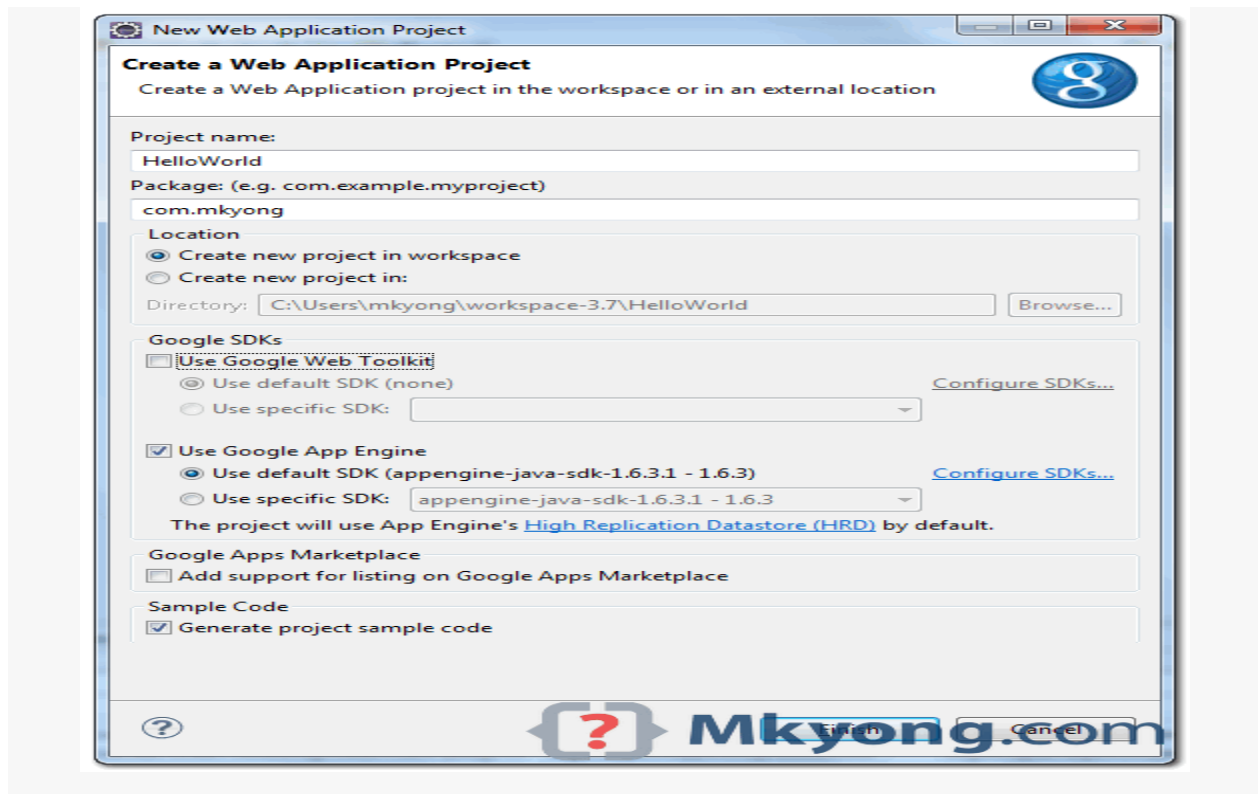 New Web Application Project
Create a Web Application Project
Create a Web Application project in the workspace or in an external location
Project name:
HelloWorld
Package: (e.g. com.example.myproject)
com.mkyong
Location
Create new project in workspace
Create new project in:
Directory: C:\Users\mkyong\workspace-3.7\HelloWorld Browse...
Google SDKs
Use Google Web Toolkit
Use default SDK (none) Configure SDKs...
Use specific SDK:
Use Google App Engine
Use default SDK (appengine-java-sdk-1.6.3.1 - 1.6.3) Configure SDKs...
Use specific SDK: appengine-java-sdk-1.6.3.1 - 1.6.3
The project will use App Engine's High Replication Datastore (HRD) by default.
Google Apps Marketplace
Add support for listing on Google Apps Marketplace
Sample Code
Generate project sample code
? {?} Mkyong.com
Finish Cancel